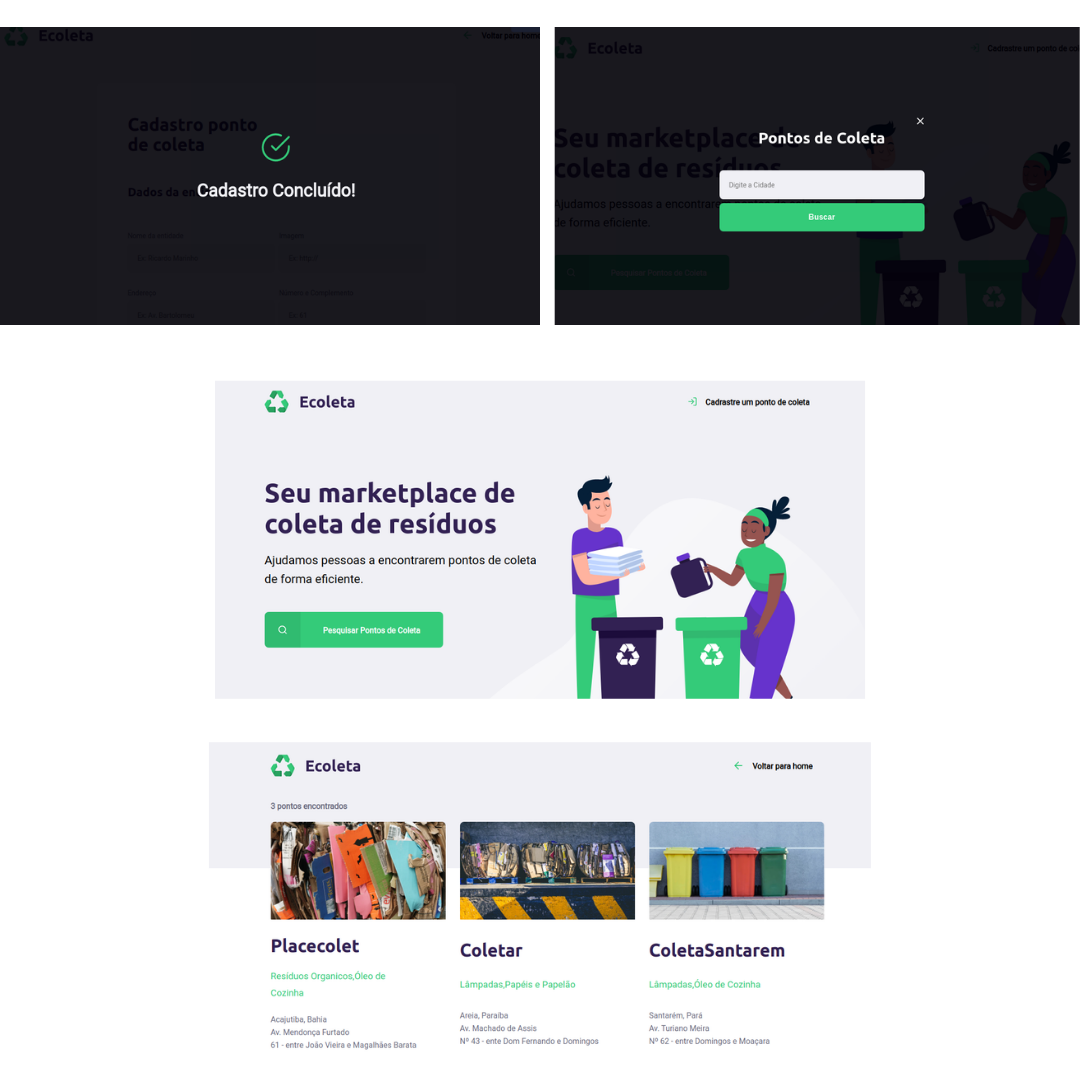 Ecoleta
Voltar para home
Cadastro ponto
de coleta
Dados da en
Cadastro Concluído!
Nome da entidade
Imagem
Endereço
Número e Complemento
Ecoleta
Cadrastre um ponto de co
Seu marketplace de
coleta de resíduos
Ajudamos pessoas a encontrarem pontos de coleta
de forma eficiente.
Pesquisar Pontos de Coleta
Pontos de Coleta
Digite a Cidade
Buscar
Ecoleta
Cadrastre um ponto de coleta
Seu marketplace de
coleta de resíduos
Ajudamos pessoas a encontrarem pontos de coleta
de forma eficiente.
Pesquisar Pontos de Coleta
Ecoleta
Voltar para home
3 pontos encontrados
Placecolet
Resíduos Organicos,Óleo de
Cozinha
Acajutiba, Bahia
Av. Mendonça Furtado
61 - entre João Vieira e Magalhães Barata
Coletar
Lâmpadas,Papéis e Papelão
Areia, Paraíba
Av. Machado de Assis
Nº 43 - ente Dom Fernando e Domingos
ColetaSantarem
Lâmpadas,Óleo de Cozinha
Santarém, Pará
Av. Turiano Meira
Nº 62 - entre Domingos e Moaçara